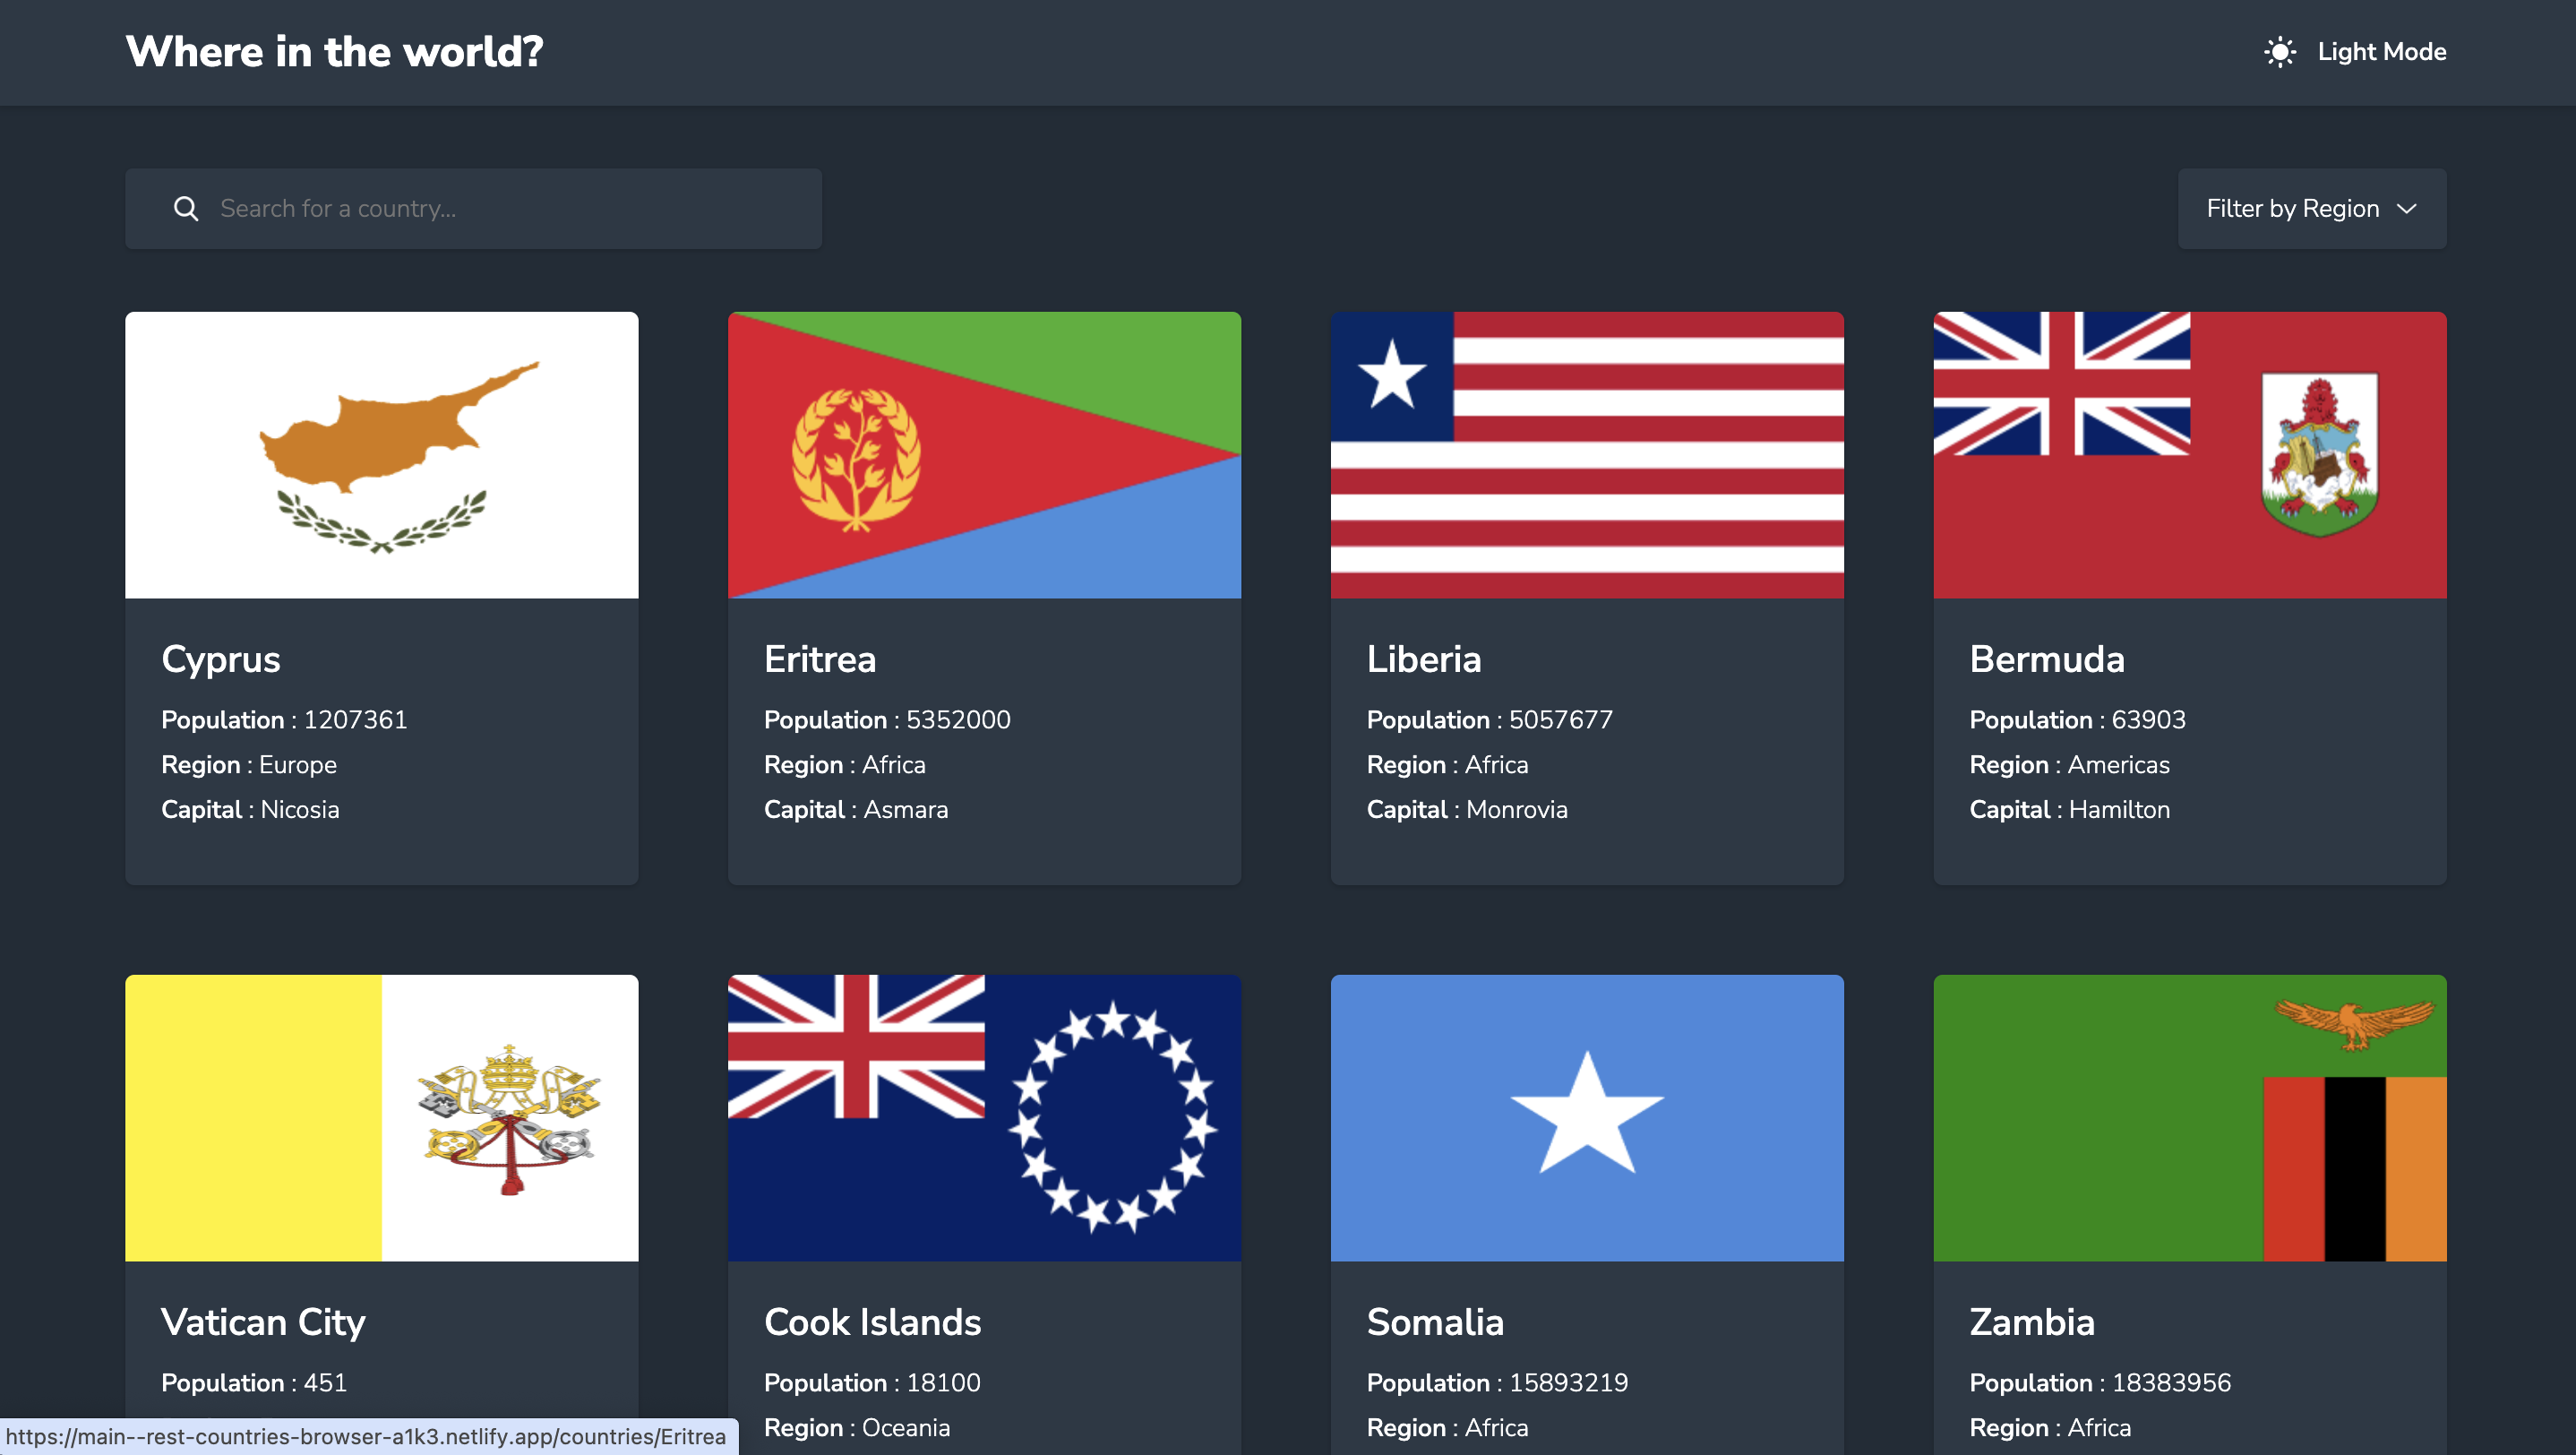 Where in the world?
Light Mode
Search for a country...
Filter by Region
Cyprus
Population : 1207361
Region : Europe
Capital : Nicosia
Eritrea
Population : 5352000
Region : Africa
Capital : Asmara
Liberia
Population : 5057677
Region : Africa
Capital : Monrovia
Bermuda
Population : 63903
Region : Americas
Capital : Hamilton
Vatican City
Population : 451
Cook Islands
Population : 18100
Region : Oceania
Somalia
Population : 15893219
Region : Africa
Zambia
Population : 18383956
Region : Africa
https://main--rest-countries-browser-a1k3.netlify.app/countries/Eritrea